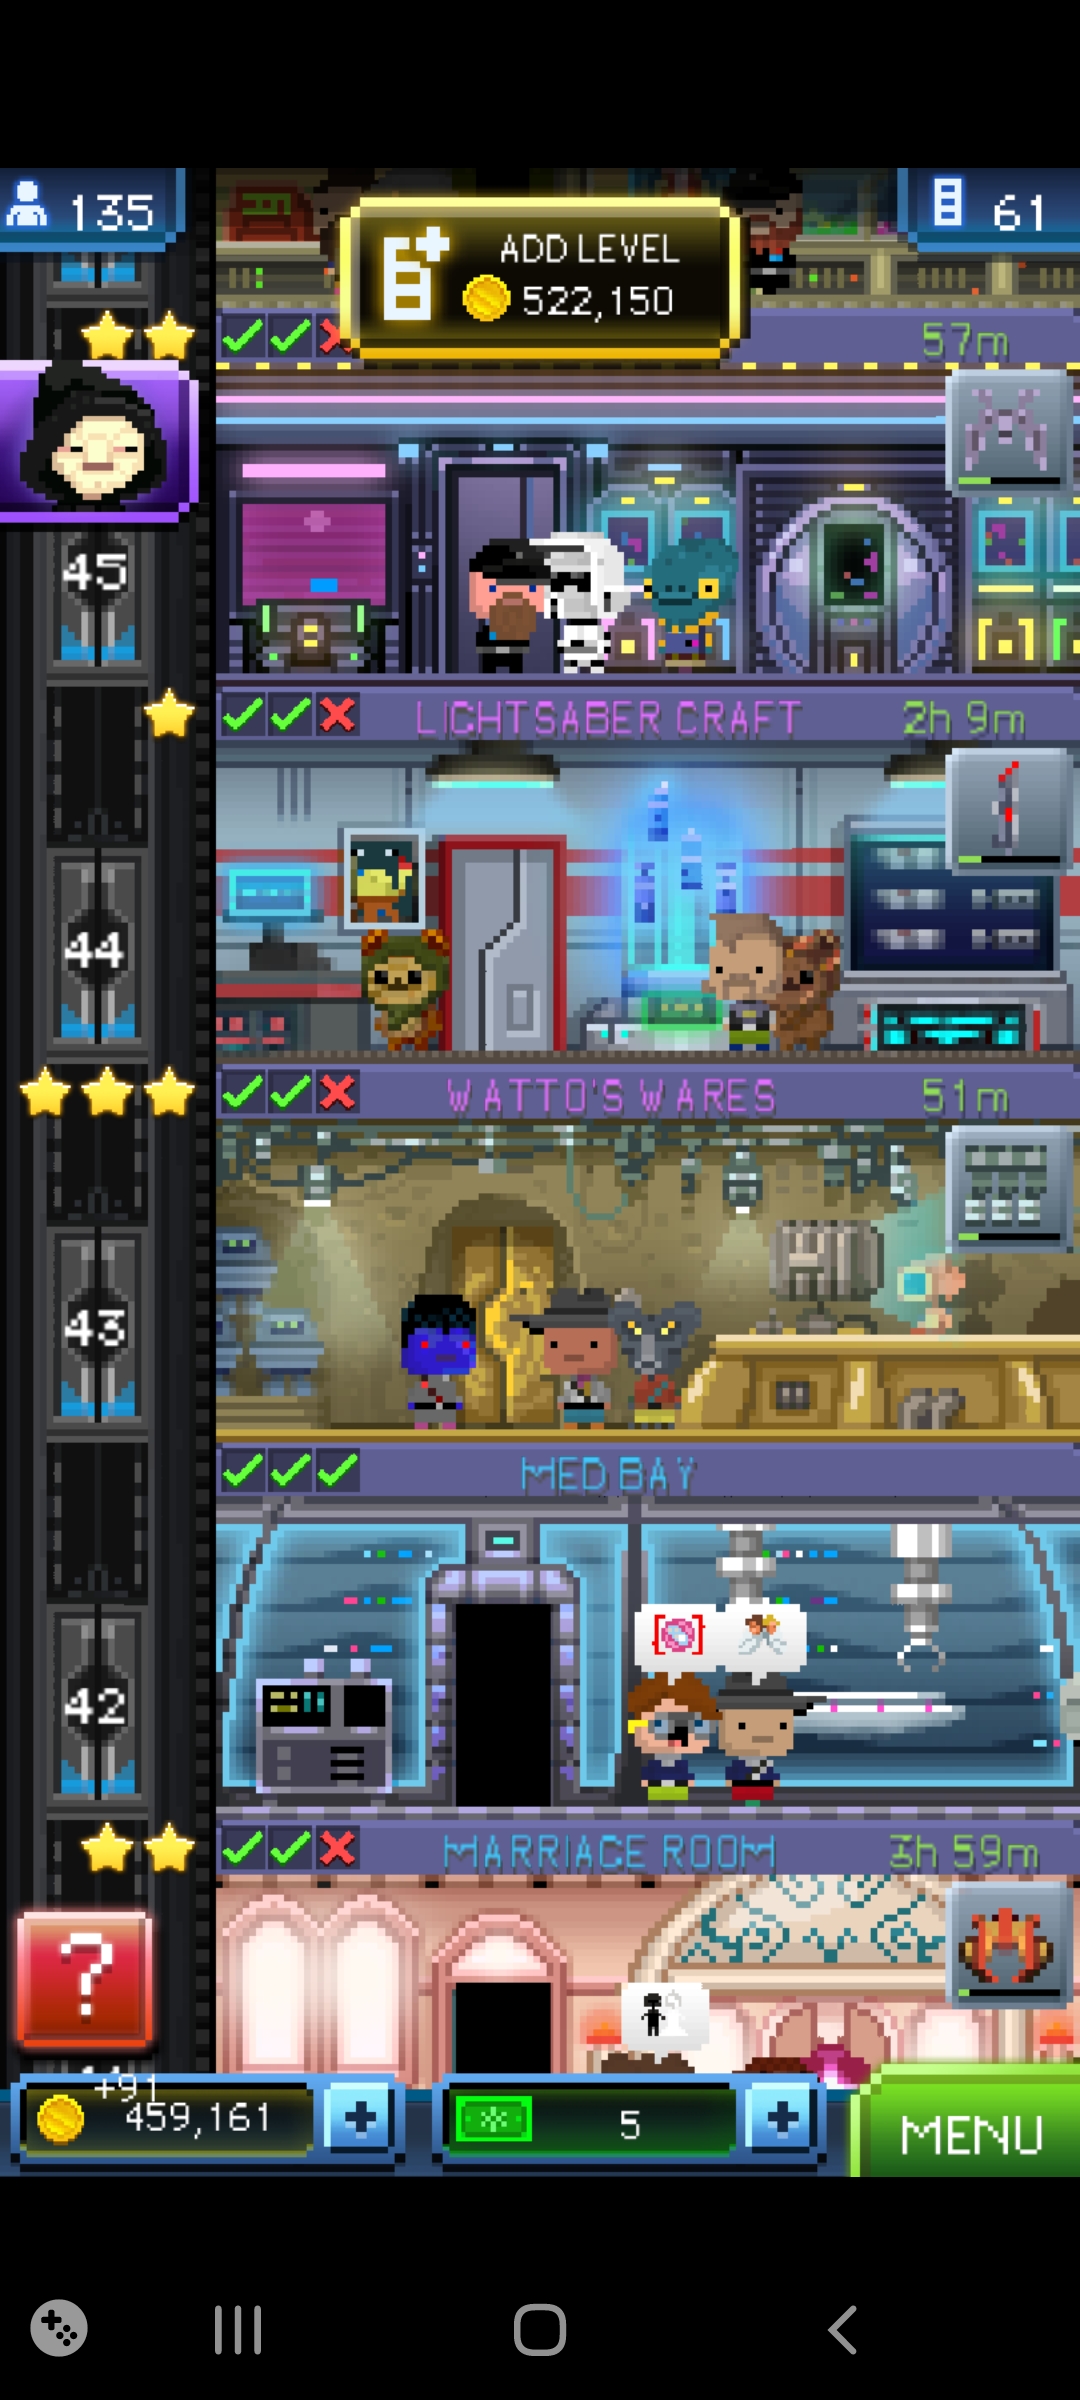 135
ADD LEVEL
522,150
61
57m
45
LIGHTSABER CRAFT
2h 9m
44
WATTO'S WARES
51m
43
MED BAY
42
MARRIAGE ROOM
3h 59m
?
+91
459,161
5
MENU